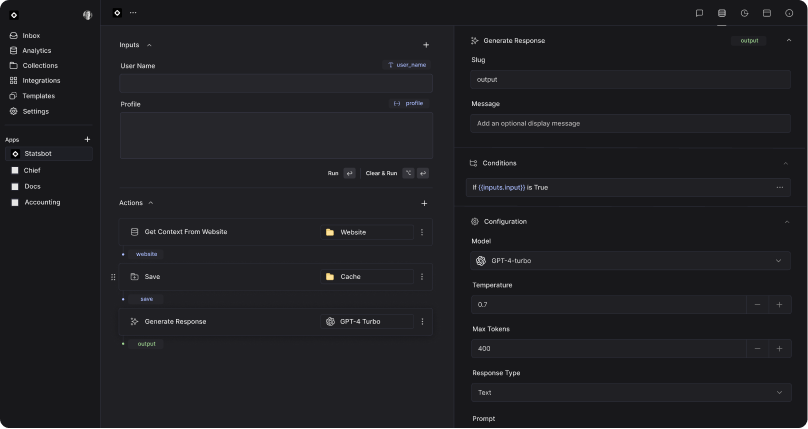 Inbox
Analytics
Collections
Integrations
Templates
Settings
Apps
Statsbot
Chief
Docs
Accounting
Inputs
User Name
user_name
Profile
profile
Run
Clear & Run
Actions
Get Context From Website
Website
website
Save
Cache
save
Generate Response
GPT-4 Turbo
output
Generate Response
output
Slug
output
Message
Add an optional display message
Conditions
If {{inputs.input}} is True
Configuration
Model
GPT-4-turbo
Temperature
0.7
Max Tokens
400
Response Type
Text
Prompt